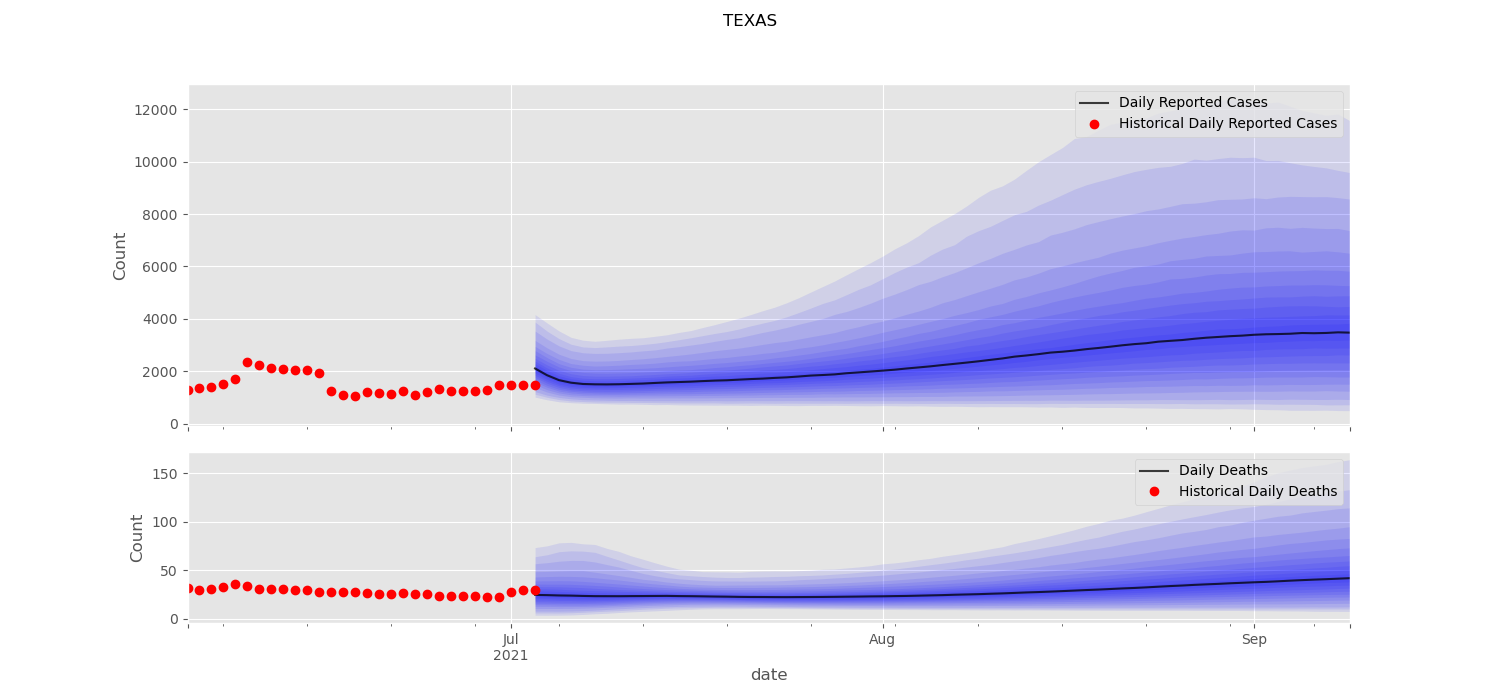 TEXAS
Daily Reported Cases
Historical Daily Reported Cases
12000
10000
8000
6000
4000
2000
0
Count
Daily Deaths
Historical Daily Deaths
150
100
50
0
Count
Jul
2021
Aug
Sep
date